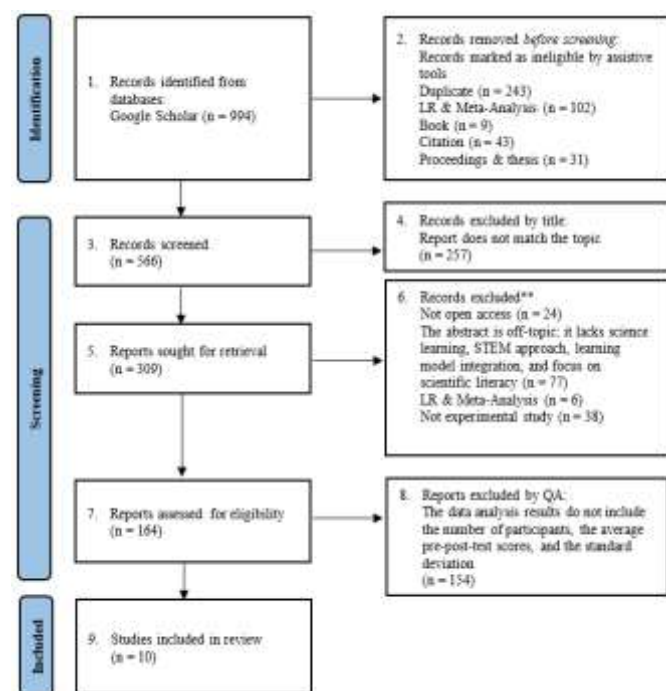 Identification
1. Records identified from
databases:
Google Scholar (n = 994)
2. Records removed before screening:
Records marked as ineligible by assistive
tools
Duplicate (n = 243)
LR & Meta-Analysis (n = 102)
Book (n = 9)
Citation (n = 43)
Proceedings & thesis (n = 31)
Screening
3. Records screened
(n = 566)
4. Records excluded by title:
Report does not match the topic
(n = 257)
5. Reports sought for retrieval
(n = 309)
6. Records excluded**
Not open access (n = 24)
The abstract is off-topic: it lacks science
learning, STEM approach, learning
model integration, and focus on
scientific literacy (n = 77)
LR & Meta-Analysis (n = 6)
Not experimental study (n = 38)
7. Reports assessed for eligibility
(n = 164)
8. Reports excluded by QA:
The data analysis results do not include
the number of participants, the average
pre-post-test scores, and the standard
deviation
(n = 154)
Included
9. Studies included in review
(n = 10)